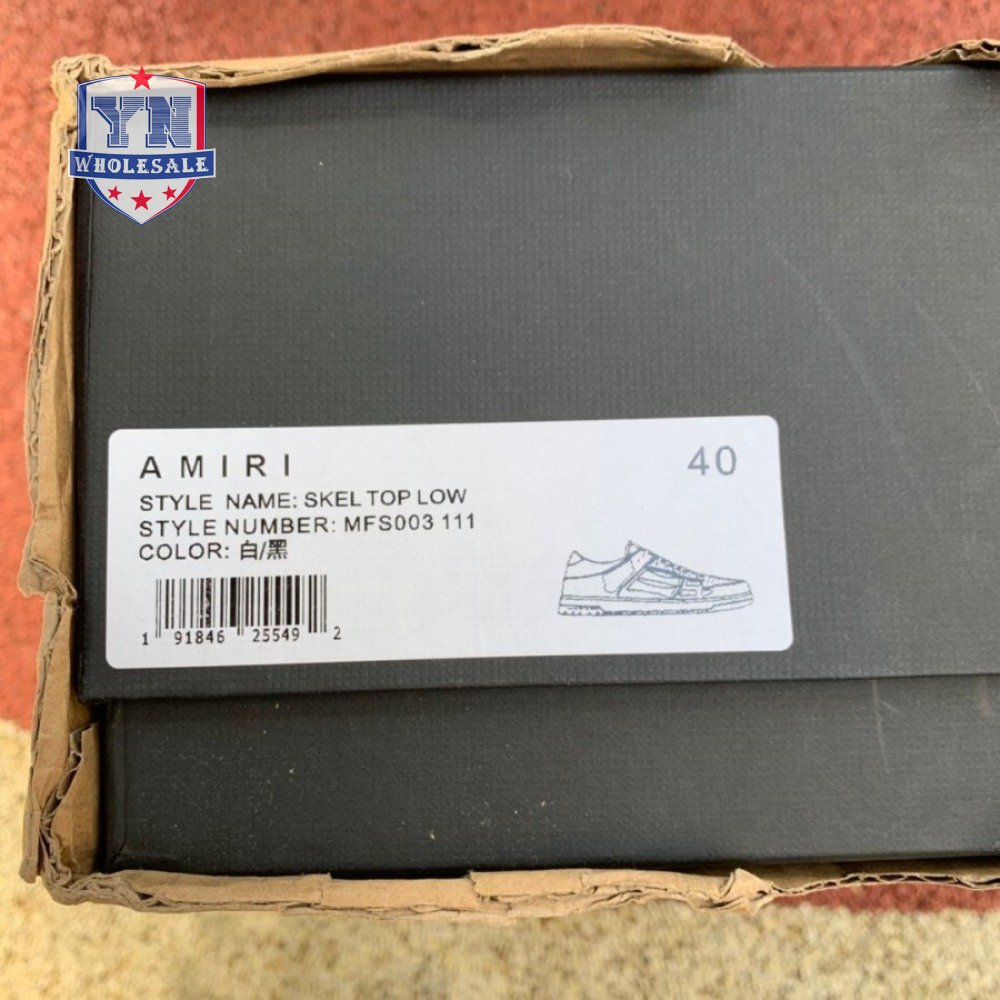 YN
WHOLESALE
AMIRI
40
STYLE NAME: SKEL TOP LOW
STYLE NUMBER: MFS003 111
COLOR: 白/黑
1 91846 25549 2